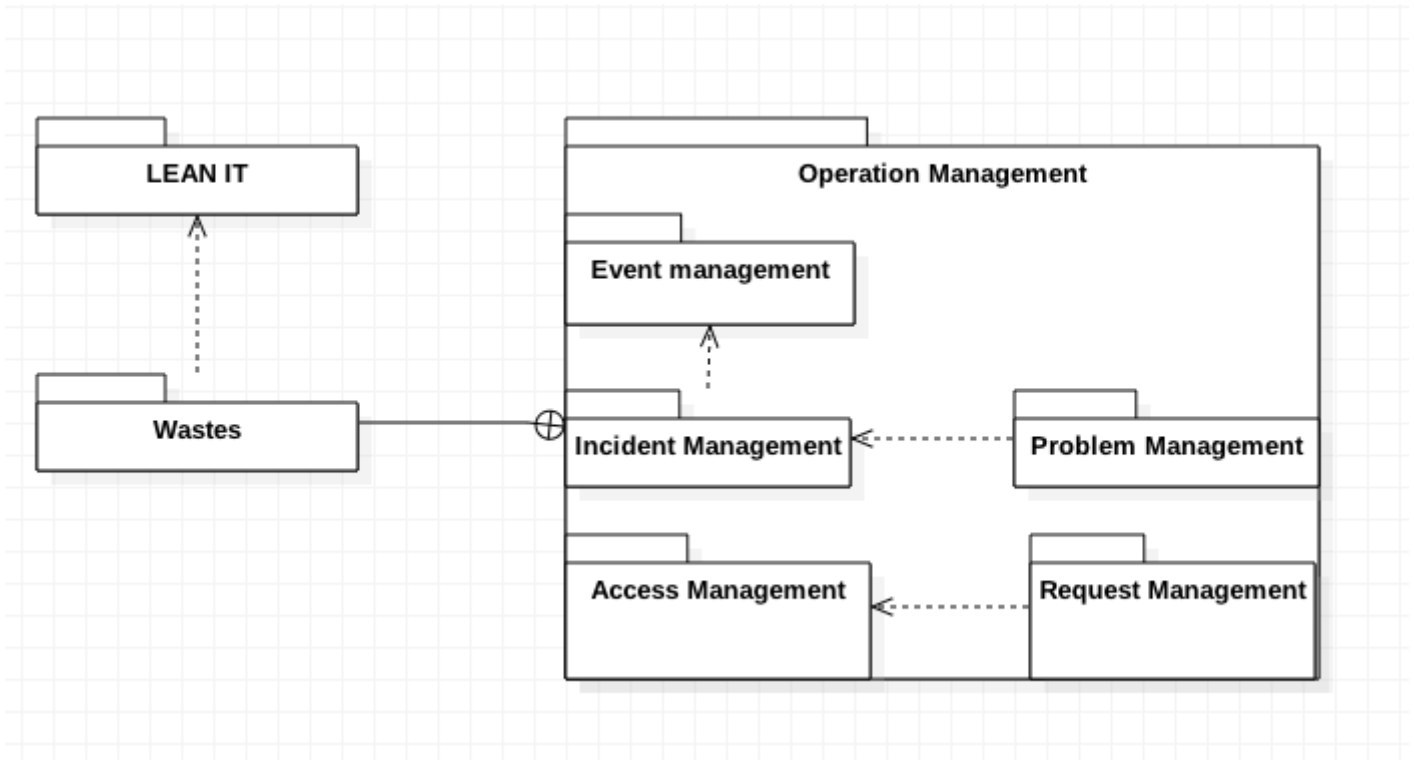 LEAN IT
Operation Management
Event management
Wastes
Incident Management
Problem Management
Access Management
Request Management